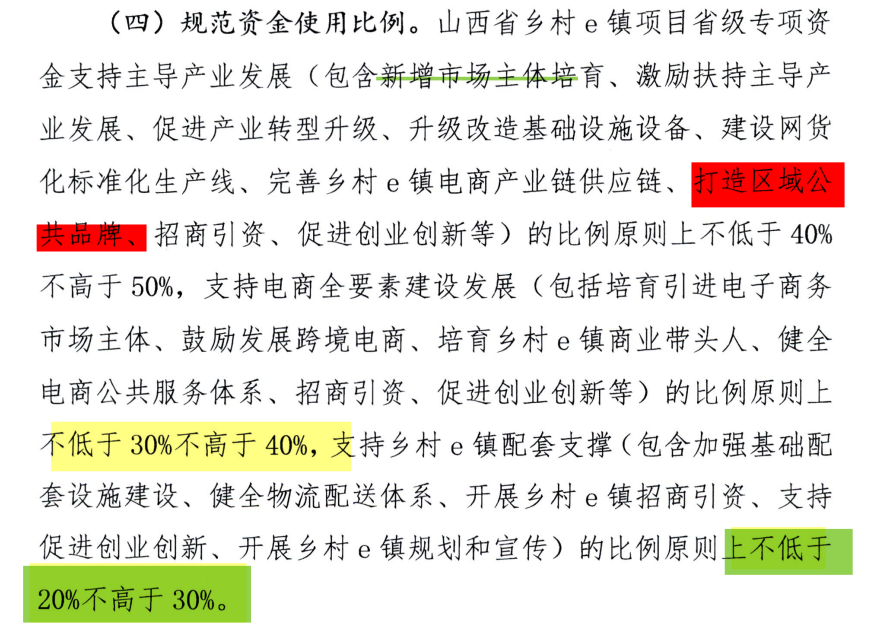 （四）规范资金使用比例。山西省乡村 e 镇项目省级专项资
金支持主导产业发展（包含新增市场主体培育、激励扶持主导产
业发展、促进产业转型升级、升级改造基础设施设备、建设网货
化标准化生产线、完善乡村 e 镇电商产业链供应链、打造区域公
共品牌、招商引资、促进创业创新等）的比例原则上不低于 40%
不高于 50%，支持电商全要素建设发展（包括培育引进电子商务
市场主体、鼓励发展跨境电商、培育乡村 e 镇商业带头人、健全
电商公共服务体系、招商引资、促进创业创新等）的比例原则上
不低于 30%不高于 40%，支持乡村 e 镇配套支撑（包含加强基础配
套设施建设、健全物流配送体系、开展乡村 e 镇招商引资、支持
促进创业创新、开展乡村 e 镇规划和宣传）的比例原则上不低于
20%不高于 30%。